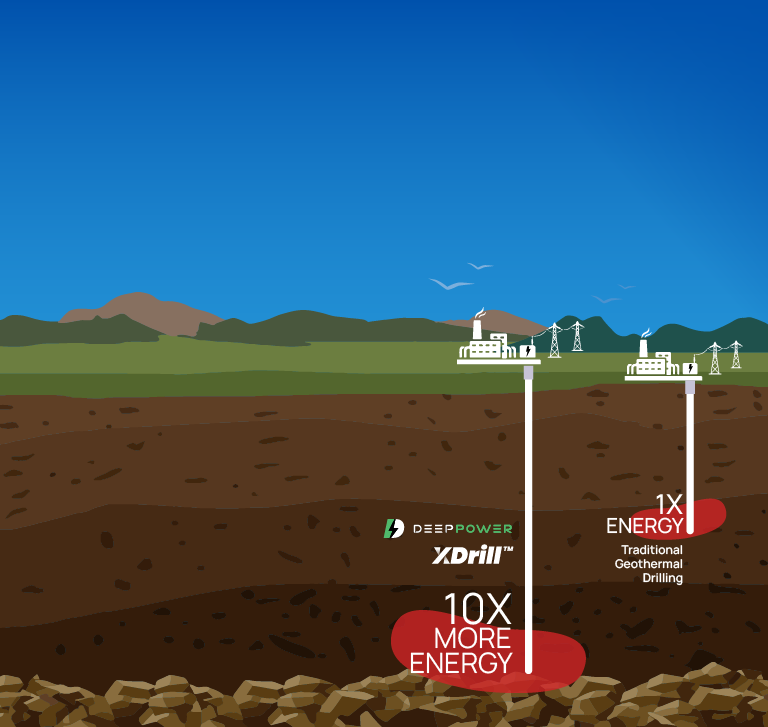 DEEPPOWER
XDrill™
10X
MORE
ENERGY
1X
ENERGY
Traditional
Geothermal
Drilling